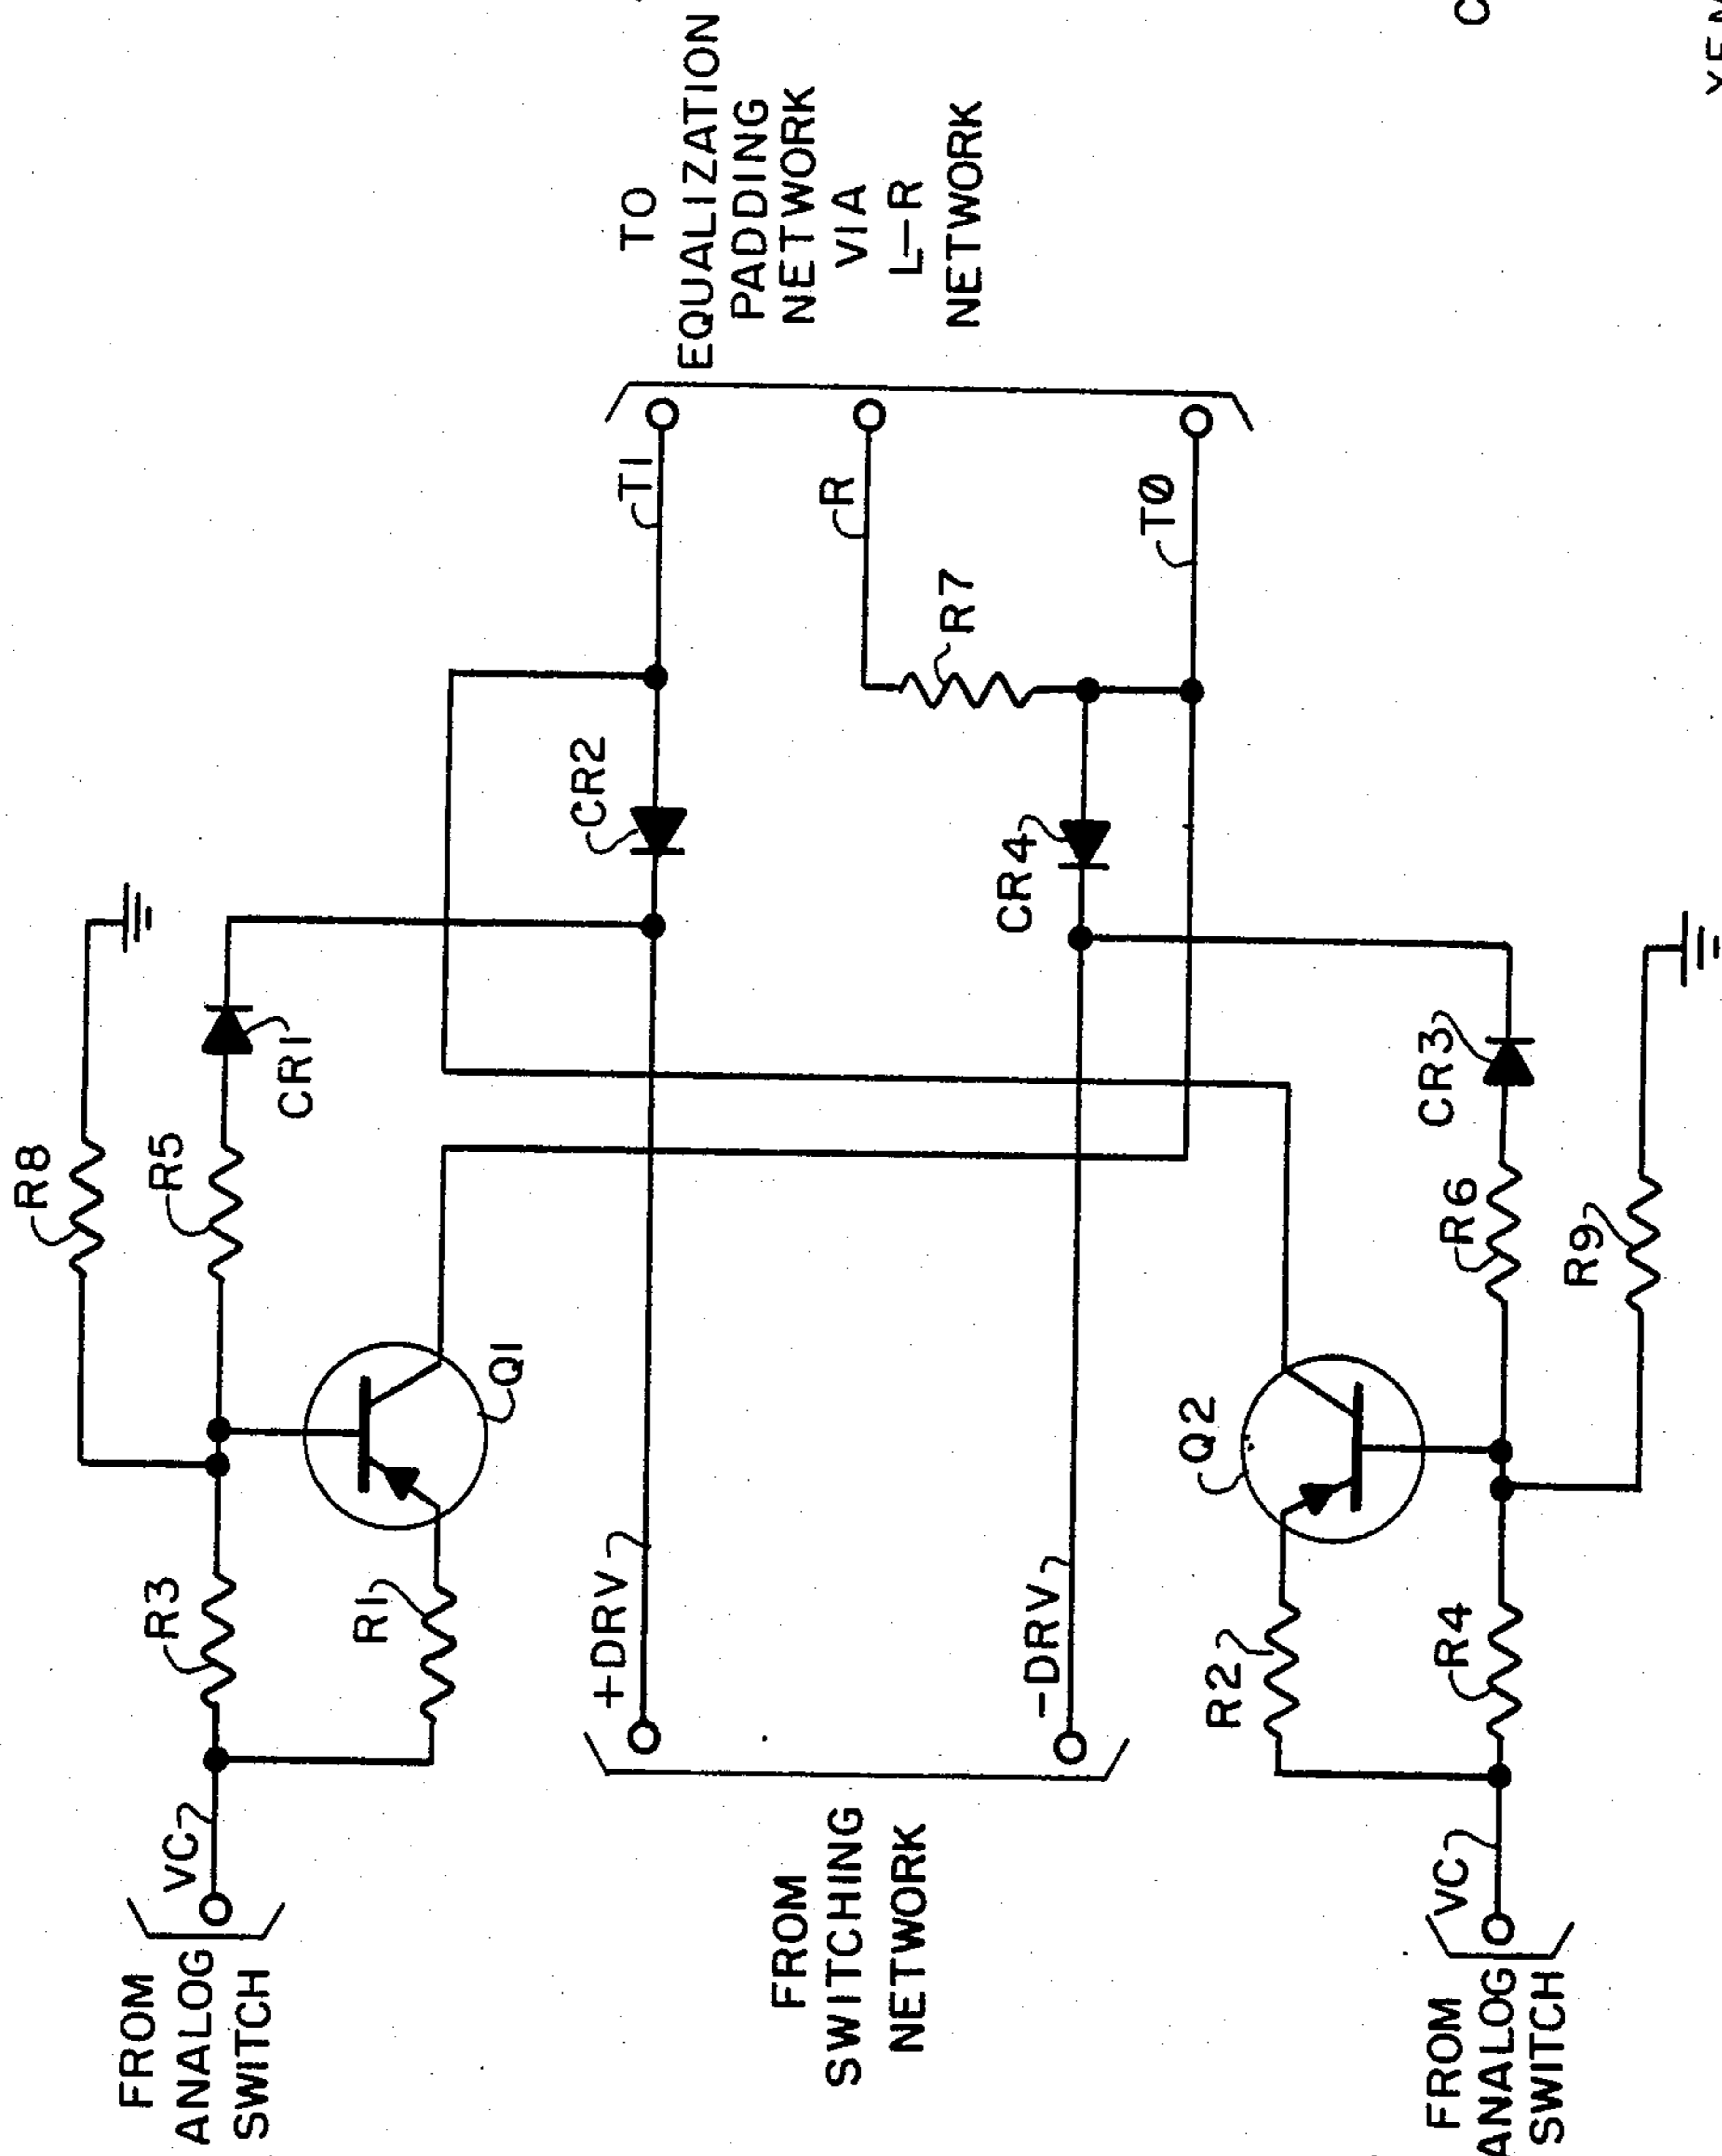 FROM
ANALOG
SWITCH
VC
R3
R1
R8
R5
CR1
Q1
FROM
SWITCHING
NETWORK
+DRV
-DRV
CR2
CR4
R7
T1
R
TØ
TO
EQUALIZATION
PADDING
NETWORK
VIA
L-R
NETWORK
FROM
ANALOG
SWITCH
VC
R2
R4
Q2
R6
CR3
R9
C